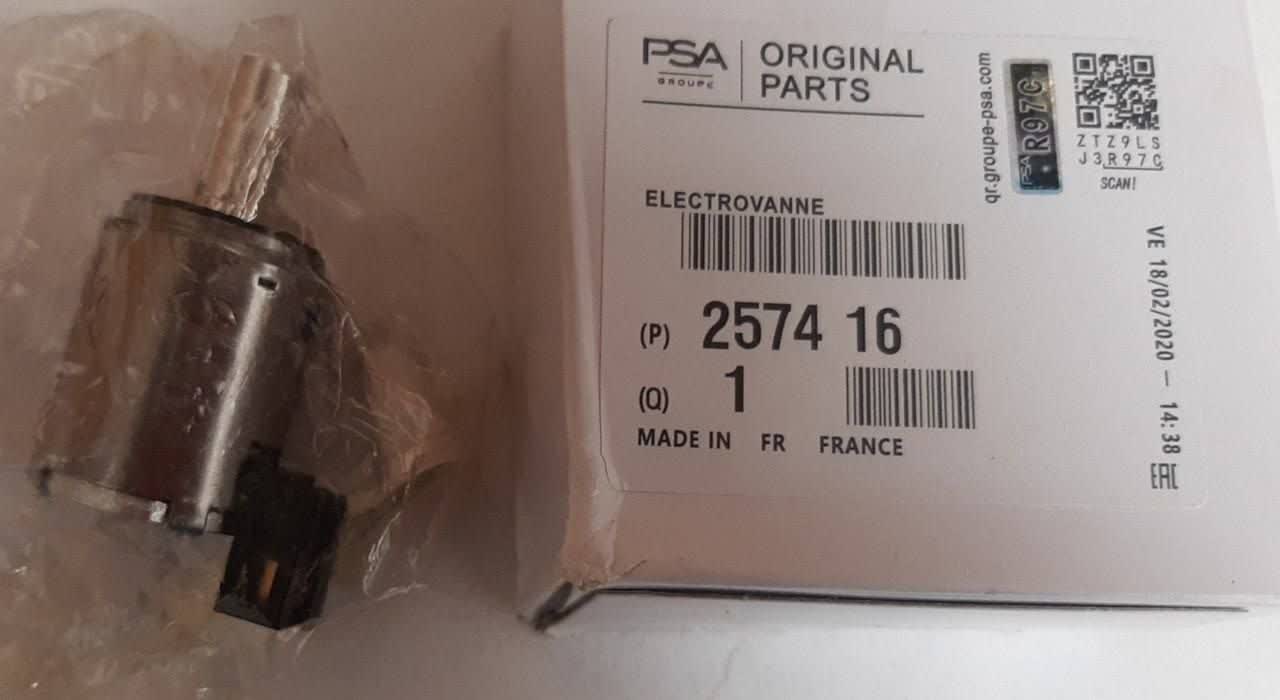 PSA
GROUPE
ORIGINAL
PARTS
qr.groupe-psa.com
PSA R97C
ZTZ9LS
J3R97C
SCAN!
ELECTROVANNE
(P) 2574 16
(Q) 1
MADE IN FR FRANCE
VE 18/02/2020 - 14:38
EAC